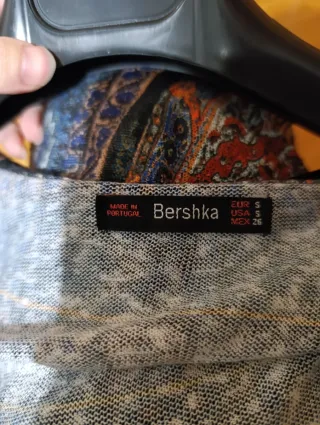 MADE IN
PORTUGAL
Bershka
EUR S
USA S
MEX 26